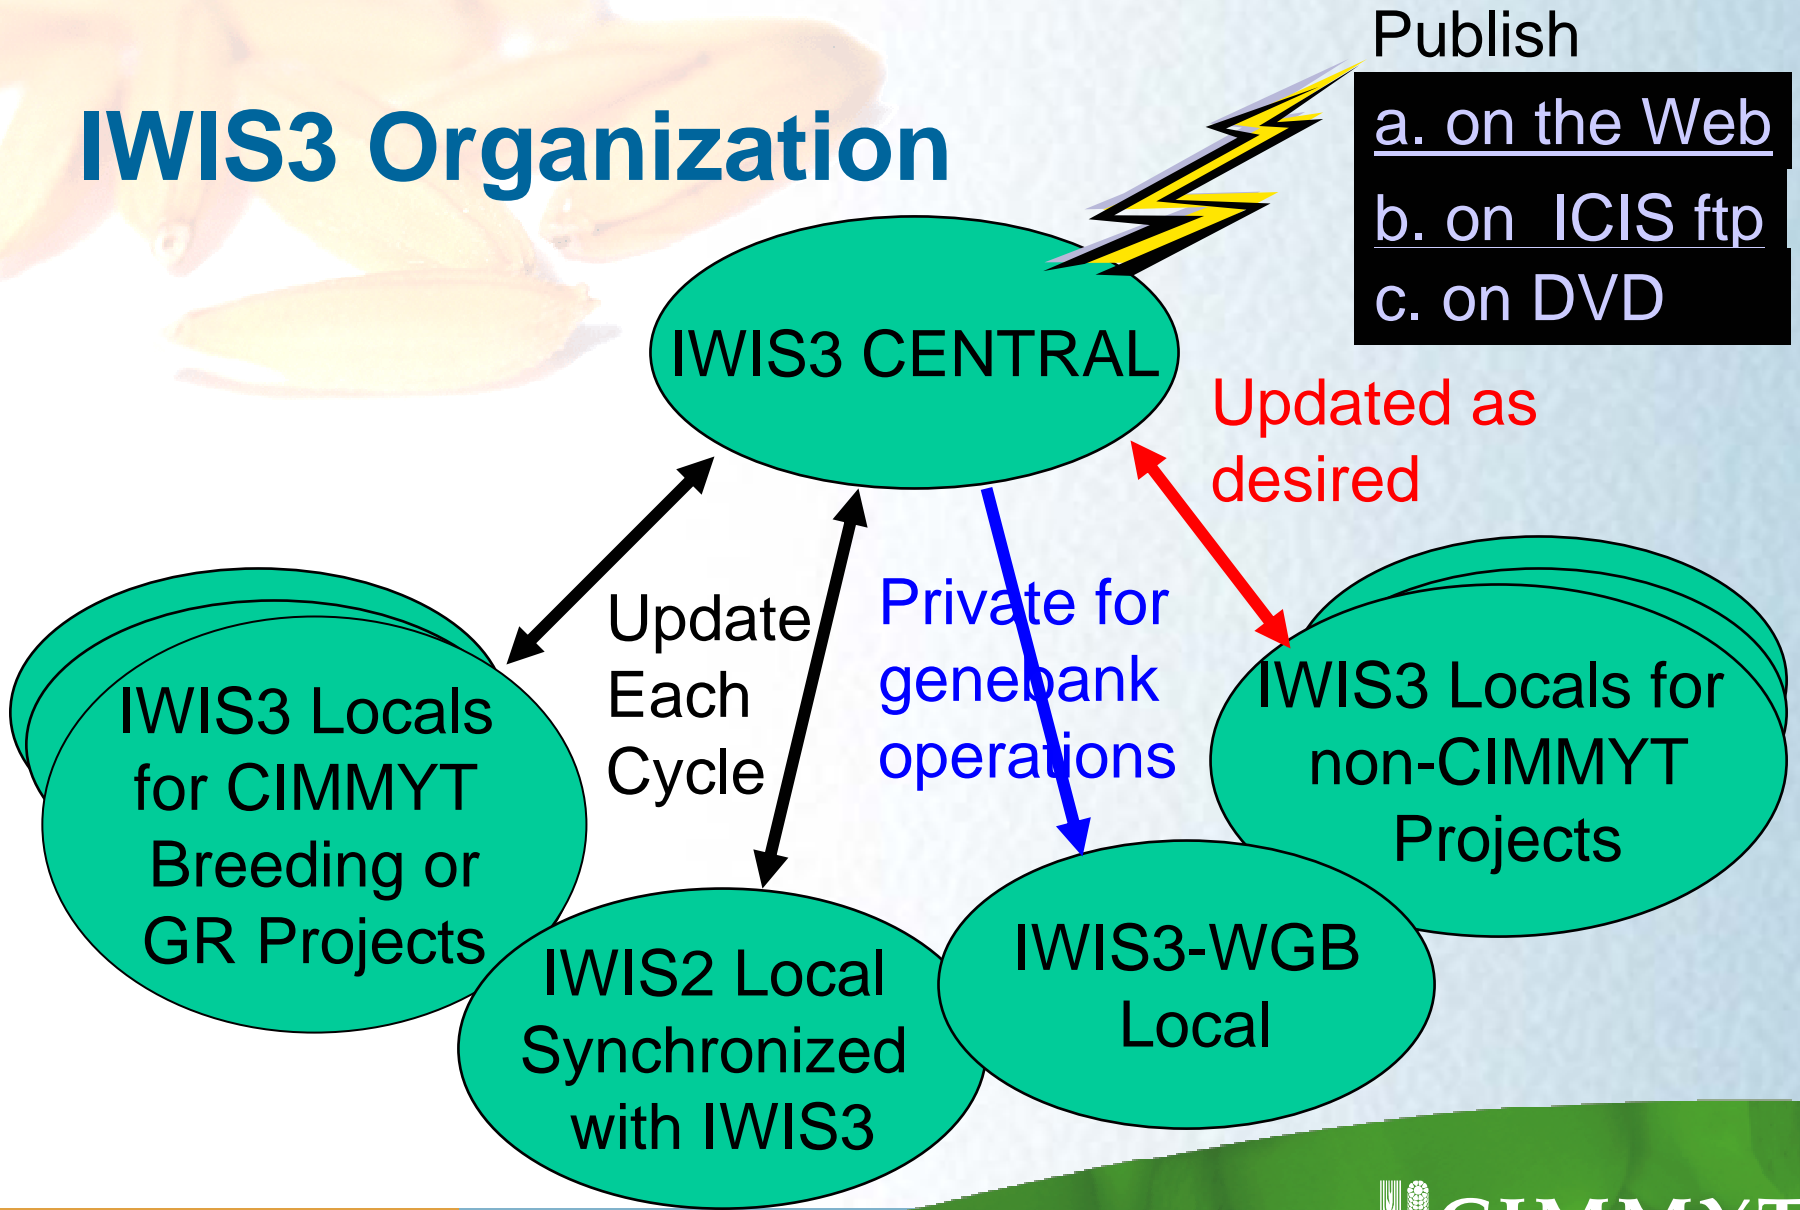 Publish
IWIS3 Organization
a. on the Web
b. on ICIS ftp
c. on DVD
IWIS3 CENTRAL
Updated as
desired
Update
Each
Cycle
Private for
genebank
operations
IWIS3 Locals
for CIMMYT
Breeding or
GR Projects
IWIS2 Local
Synchronized
with IWIS3
IWIS3-WGB
Local
IWIS3 Locals for
non-CIMMYT
Projects
CIMMYT